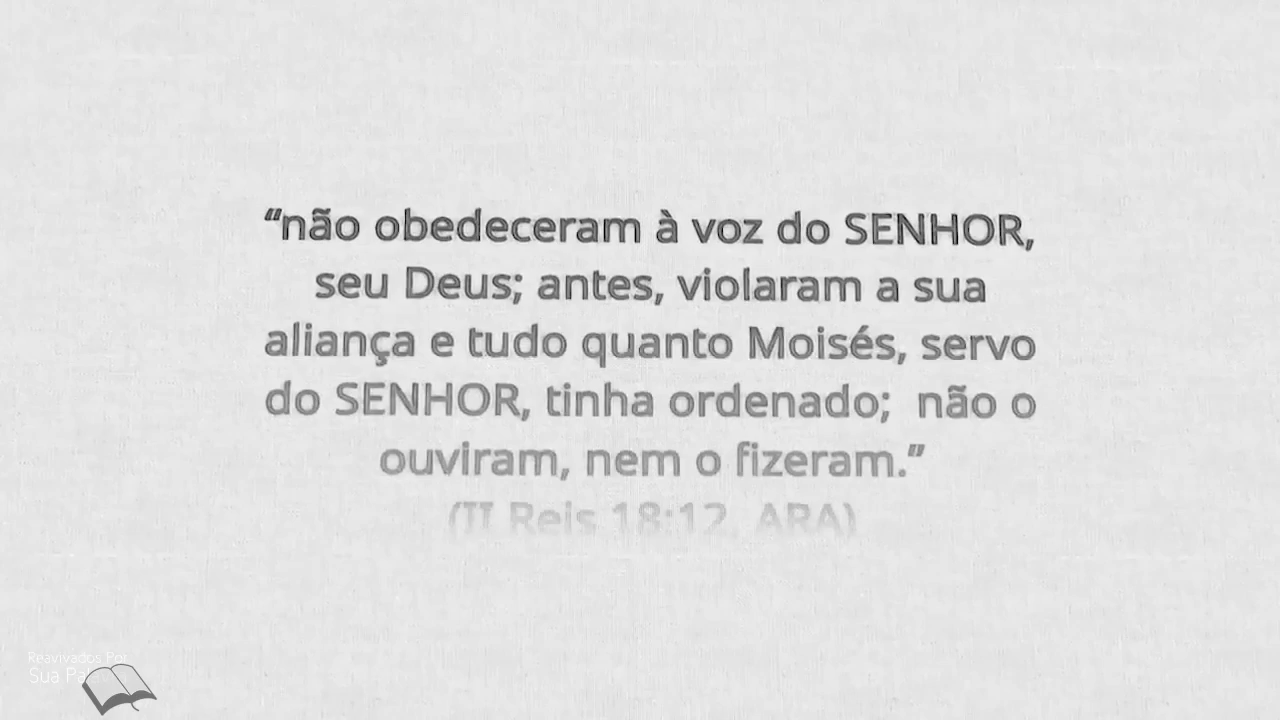 “não obedeceram à voz do SENHOR,
seu Deus; antes, violaram a sua
aliança e tudo quanto Moisés, servo
do SENHOR, tinha ordenado;  não o
ouviram, nem o fizeram.”
(II Reis 18:12, ARA)
Reavivados Por
Sua